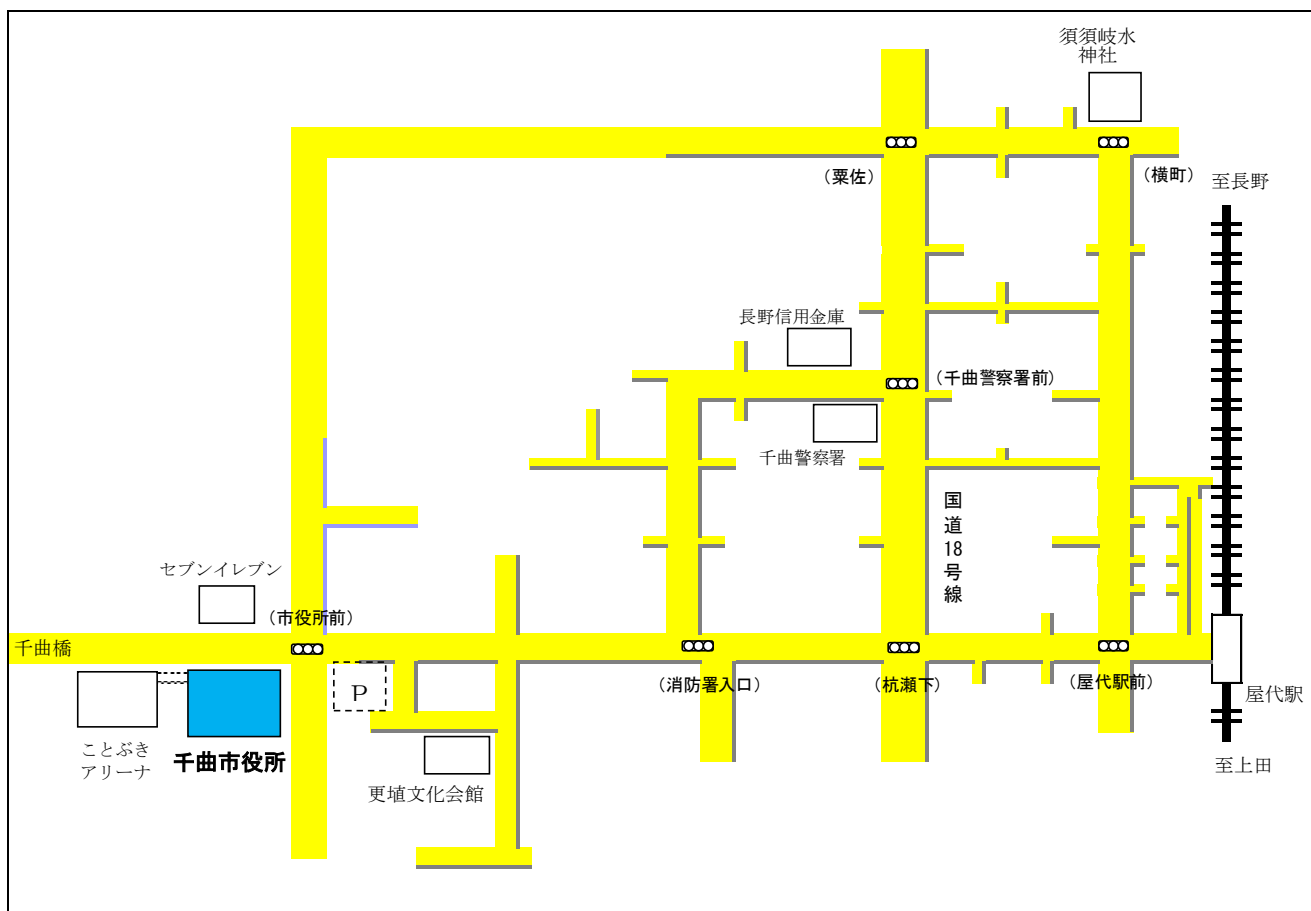 須須岐水
神社
（粟佐）
（横町）
至長野
長野信用金庫
（千曲警察署前）
千曲警察署
国道18号線
セブンイレブン
（市役所前）
千曲橋
P
（消防署入口）
（杭瀬下）
（屋代駅前）
屋代駅
ことぶき
アリーナ
千曲市役所
更埴文化会館
至上田